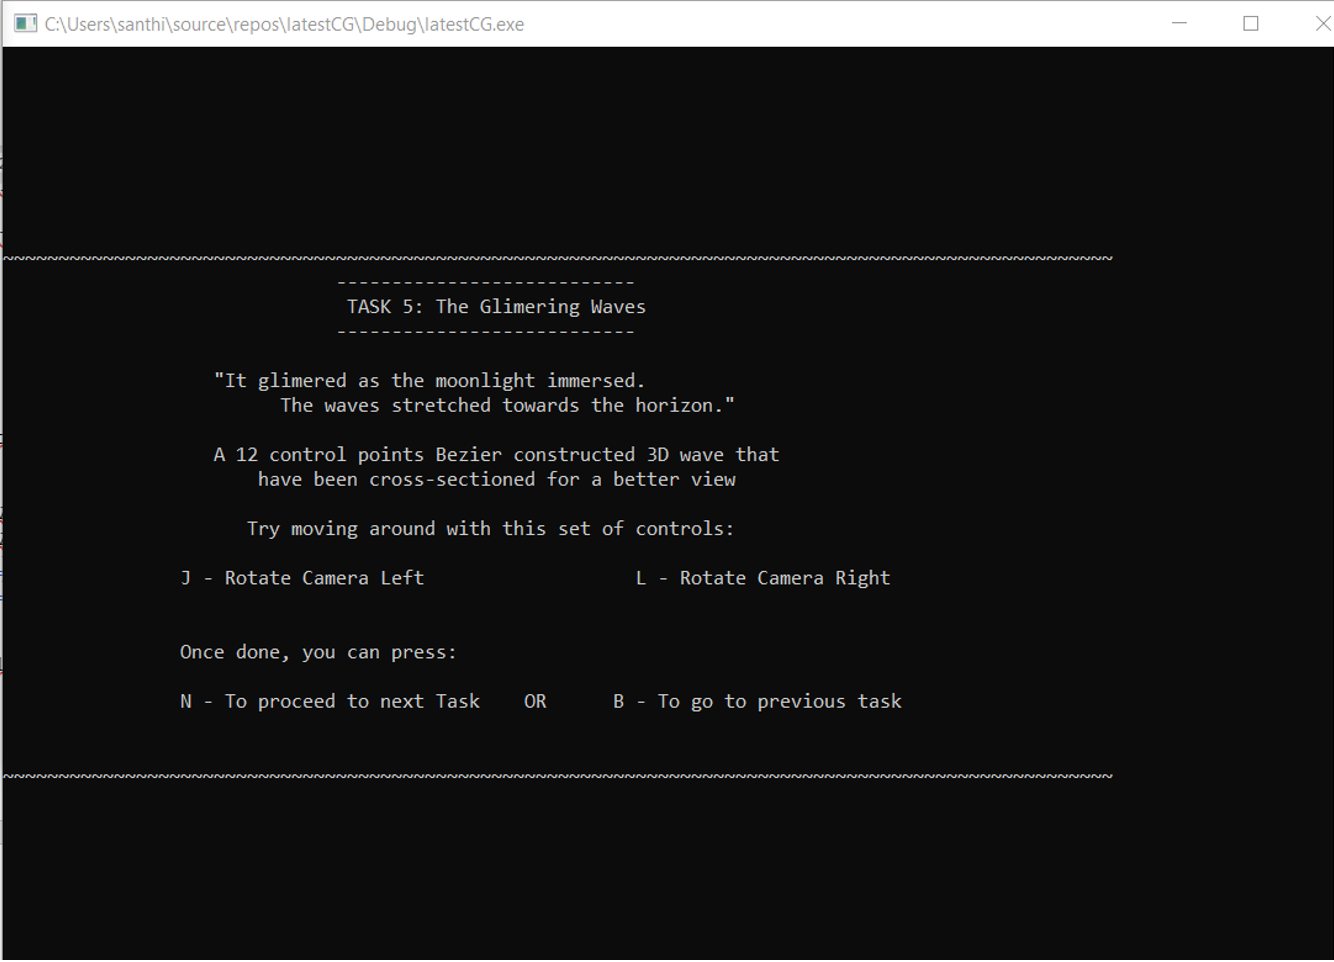 C:\Users\santhi\source\repos\latestCG\Debug\latestCG.exe
~~~~~~~~~~~~~~~~~~~~~~~~~~~~~~~~~~~~~~~~~~~~~~~~~~~~~~~~~~~~~~~~~~~~~~~~~~~~~~~~~~~~~~~~~~~~~~~~~~~~
---------------------------
TASK 5: The Glimering Waves
---------------------------
"It glimered as the moonlight immersed.
The waves stretched towards the horizon."
A 12 control points Bezier constructed 3D wave that
have been cross-sectioned for a better view
Try moving around with this set of controls:
J - Rotate Camera Left L - Rotate Camera Right
Once done, you can press:
N - To proceed to next Task OR B - To go to previous task
~~~~~~~~~~~~~~~~~~~~~~~~~~~~~~~~~~~~~~~~~~~~~~~~~~~~~~~~~~~~~~~~~~~~~~~~~~~~~~~~~~~~~~~~~~~~~~~~~~~~